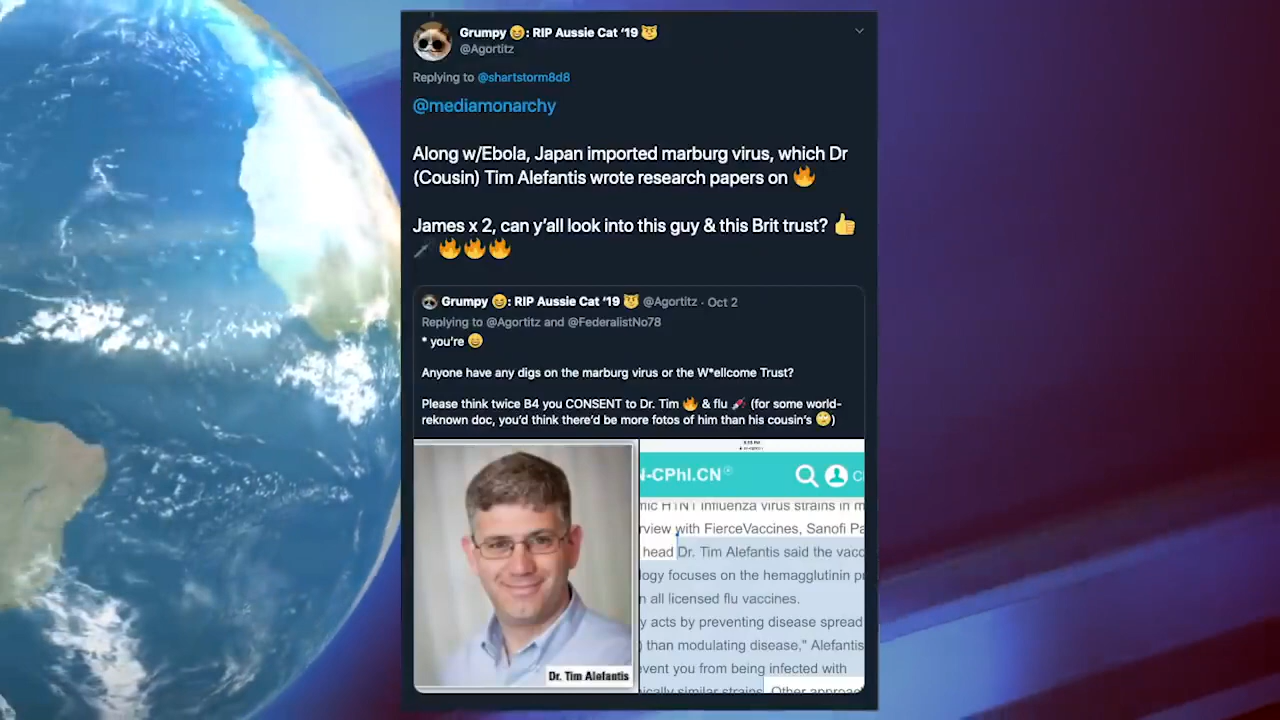 Grumpy 😆: RIP Aussie Cat ‘19 😼
@Agortitz
Replying to @shartstorm8d8
@mediamonarchy
Along w/Ebola, Japan imported marburg virus, which Dr
(Cousin) Tim Alefantis wrote research papers on 🔥
James x 2, can y’all look into this guy & this Brit trust? 👍
🔥🔥🔥
Grumpy 😆: RIP Aussie Cat ‘19 😼 @Agortitz · Oct 2
Replying to @Agortitz and @FederalistNo78
* you’re 😆
Anyone have any digs on the marburg virus or the W*ellcome Trust?
Please think twice B4 you CONSENT to Dr. Tim 🔥 & flu 💉 (for some world-
reknown doc, you’d think there’d be more fotos of him than his cousin’s 🙄)
Dr. Tim Alefantis
N-CPhI.CN
mic H1N1 influenza virus strains in m
rview with FierceVaccines, Sanofi Pa
head Dr. Tim Alefantis said the vacc
logy focuses on the hemagglutinin p
n all licensed flu vaccines.
y acts by preventing disease spread
) than modulating disease," Alefantis
event you from being infected with
nically similar strains. Other approac